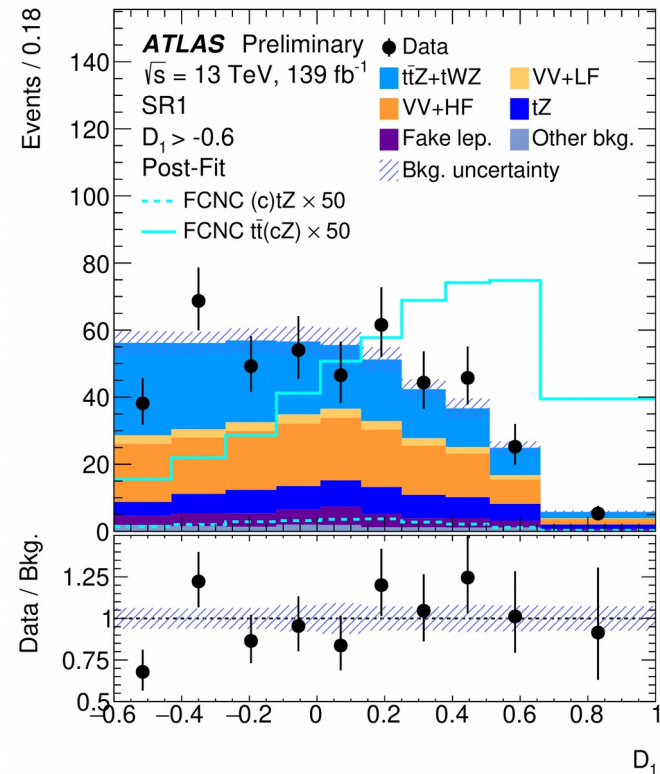 Events / 0.18
140
120
100
80
60
40
20
0
ATLAS Preliminary
√s = 13 TeV, 139 fb⁻¹
SR1
D₁ > -0.6
Post-Fit
FCNC (c)tZ × 50
FCNC tt̄(cZ) × 50
Data
tt̄Z+tWZ VV+LF
VV+HF tZ
Fake lep. Other bkg.
Bkg. uncertainty
Data / Bkg.
1.25
1
0.75
0.5
−0.6 −0.4 −0.2 0 0.2 0.4 0.6 0.8 1
D₁